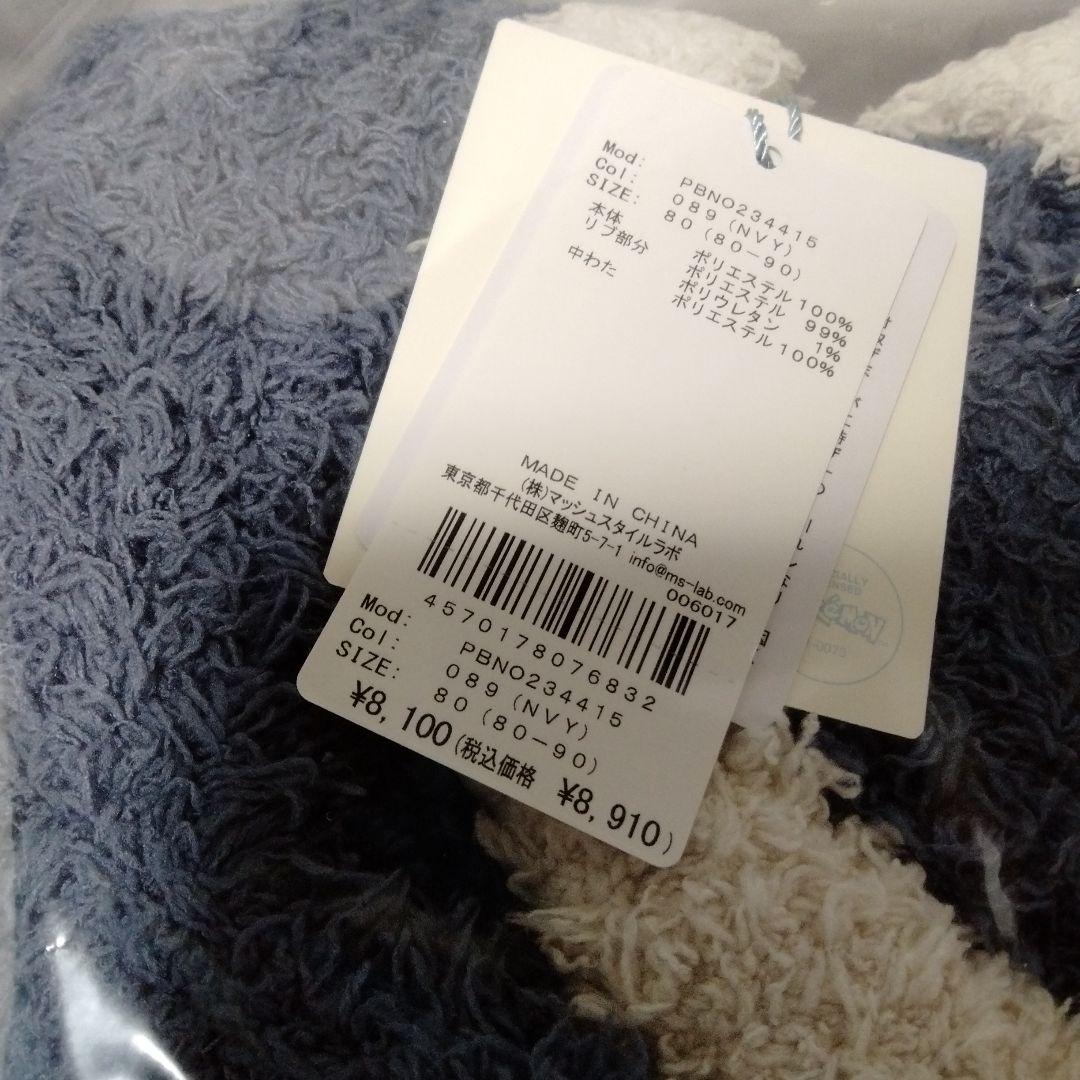 Mod: PBNO234415
Col: 089(NVY)
SIZE: 80(80-90)
本体 ポリエステル100%
リブ部分 ポリエステル 99%
ポリウレタン 1%
中わた ポリエステル100%
MADE IN CHINA
(株)マッシュスタイルラボ
東京都千代田区麹町5-7-1 info@ms-lab.com
006017
4570178076832
Mod: PBNO234415
Col: 089(NVY)
SIZE: 80(80-90)
¥8,100(税込価格 ¥8,910)